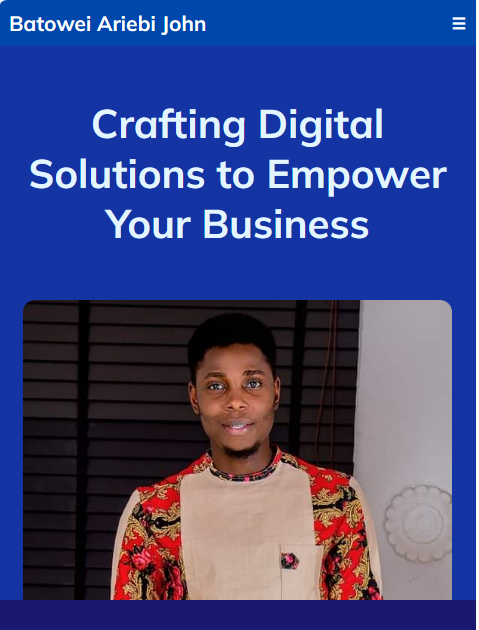 Batowei Ariebi John
Crafting Digital
Solutions to Empower
Your Business